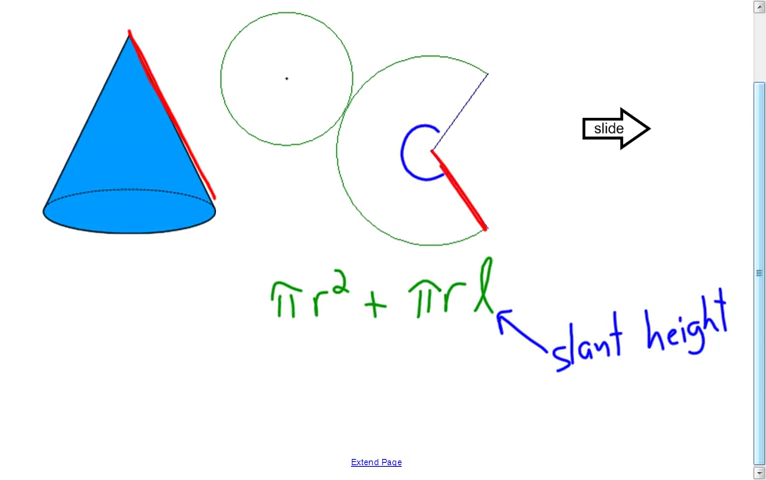 slide
πr² + πrl
slant height
Extend Page